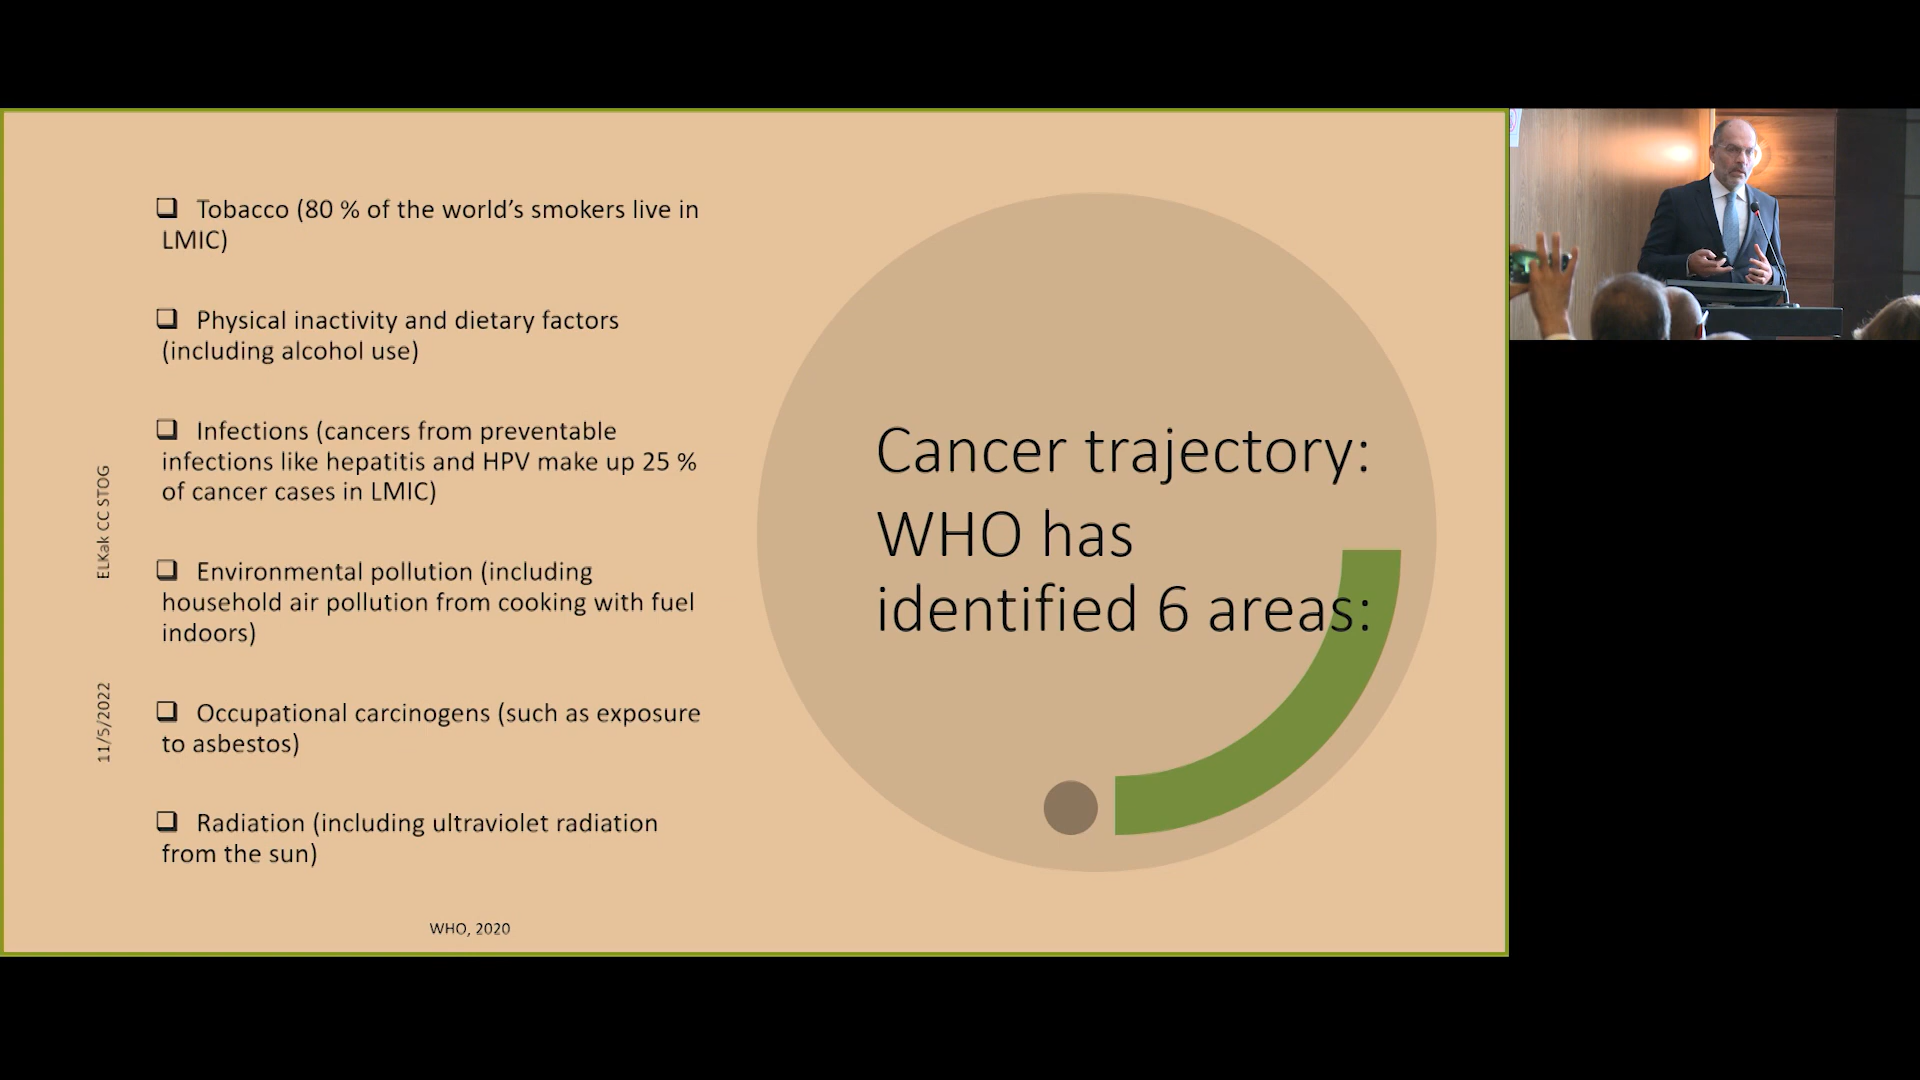 ❑ Tobacco (80 % of the world’s smokers live in
LMIC)
❑ Physical inactivity and dietary factors
(including alcohol use)
❑ Infections (cancers from preventable
infections like hepatitis and HPV make up 25 %
of cancer cases in LMIC)
❑ Environmental pollution (including
household air pollution from cooking with fuel
indoors)
❑ Occupational carcinogens (such as exposure
to asbestos)
❑ Radiation (including ultraviolet radiation
from the sun)
WHO, 2020
ELKak CC STOG
11/5/2022
Cancer trajectory:
WHO has
identified 6 areas: